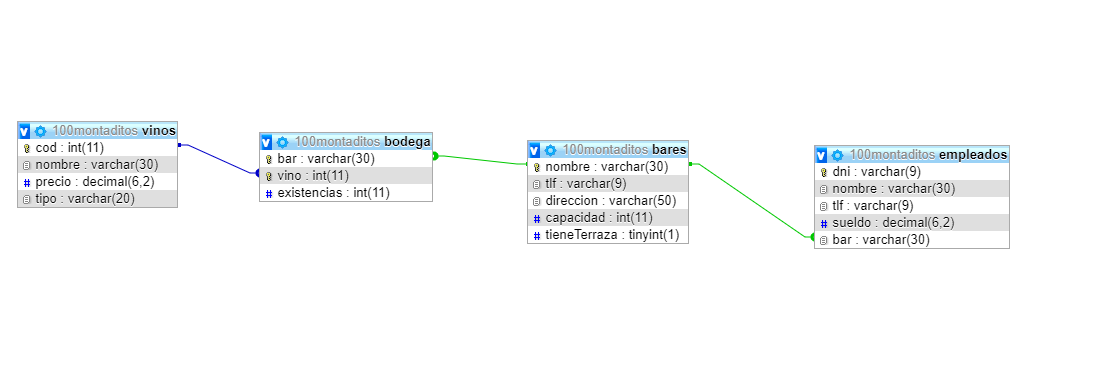 100montaditos vinos
cod : int(11)
nombre : varchar(30)
precio : decimal(6,2)
tipo : varchar(20)
100montaditos bodega
bar : varchar(30)
vino : int(11)
existencias : int(11)
100montaditos bares
nombre : varchar(30)
tlf : varchar(9)
direccion : varchar(50)
capacidad : int(11)
tieneTerraza : tinyint(1)
100montaditos empleados
dni : varchar(9)
nombre : varchar(30)
tlf : varchar(9)
sueldo : decimal(6,2)
bar : varchar(30)